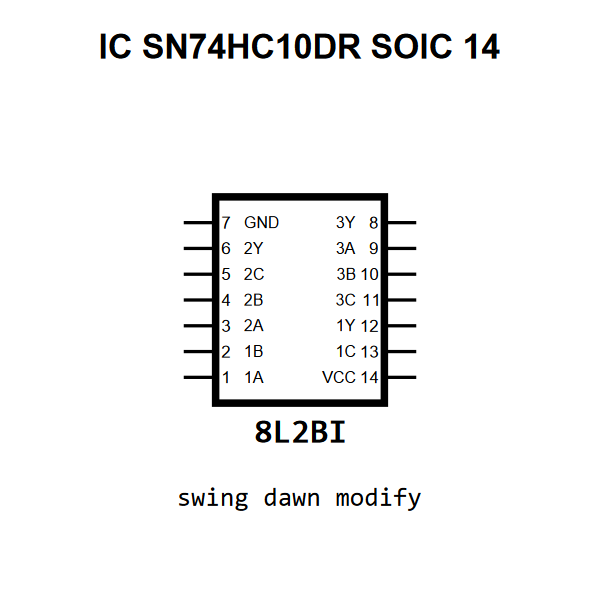 IC SN74HC10DR SOIC 14
7 GND 3Y 8
6 2Y 3A 9
5 2C 3B 10
4 2B 3C 11
3 2A 1Y 12
2 1B 1C 13
1 1A VCC 14
8L2BI
swing dawn modify